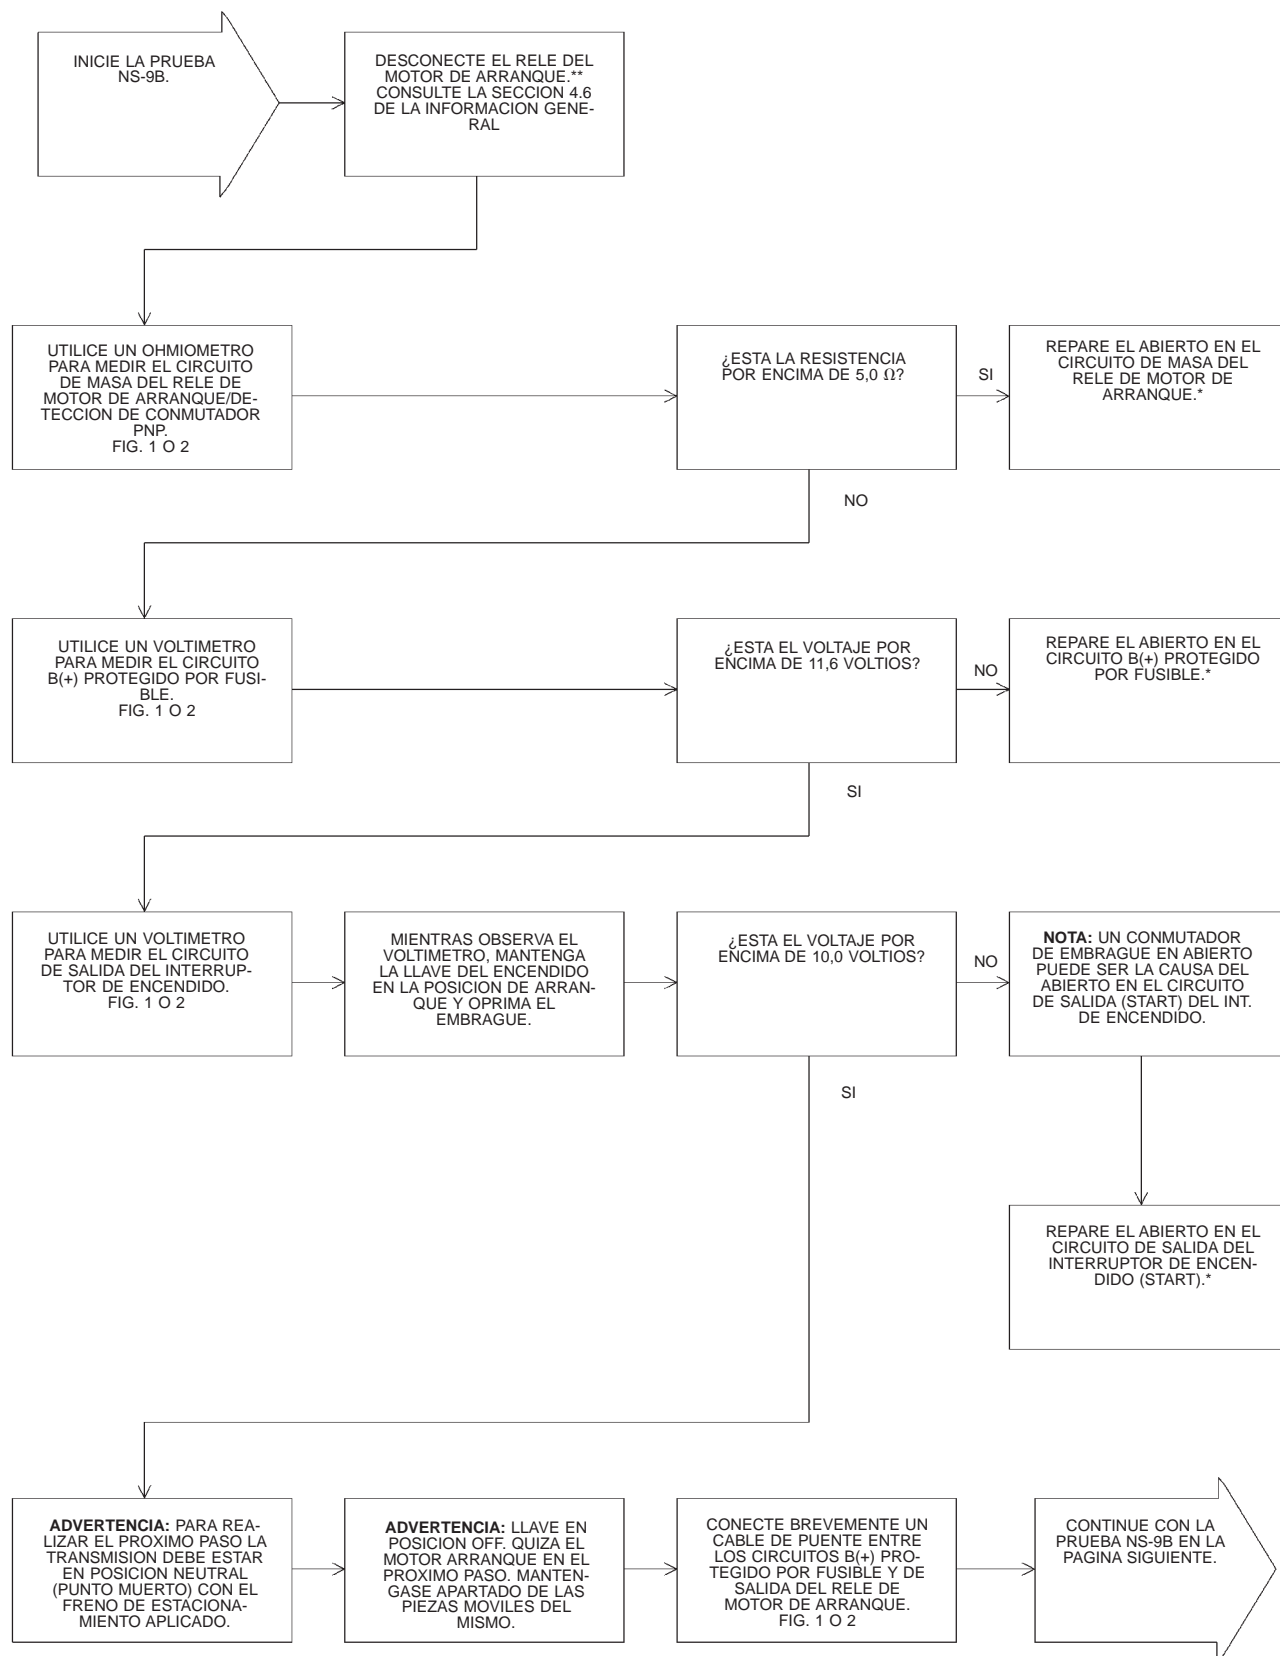 INICIE LA PRUEBA
NS-9B.
DESCONECTE EL RELE DEL
MOTOR DE ARRANQUE.**
CONSULTE LA SECCION 4.6
DE LA INFORMACION GENE-
RAL
UTILICE UN OHMIOMETRO
PARA MEDIR EL CIRCUITO
DE MASA DEL RELE DE
MOTOR DE ARRANQUE/DE-
TECCION DE CONMUTADOR
PNP.
FIG. 1 O 2
¿ESTA LA RESISTENCIA
POR ENCIMA DE 5,0 Ω?
SI
REPARE EL ABIERTO EN EL
CIRCUITO DE MASA DEL
RELE DE MOTOR DE
ARRANQUE.*
NO
UTILICE UN VOLTIMETRO
PARA MEDIR EL CIRCUITO
B(+) PROTEGIDO POR FUSI-
BLE.
FIG. 1 O 2
¿ESTA EL VOLTAJE POR
ENCIMA DE 11,6 VOLTIOS?
NO
REPARE EL ABIERTO EN EL
CIRCUITO B(+) PROTEGIDO
POR FUSIBLE.*
SI
UTILICE UN VOLTIMETRO
PARA MEDIR EL CIRCUITO
DE SALIDA DEL INTERRUP-
TOR DE ENCENDIDO.
FIG. 1 O 2
MIENTRAS OBSERVA EL
VOLTIMETRO, MANTENGA
LA LLAVE DEL ENCENDIDO
EN LA POSICION DE ARRAN-
QUE Y OPRIMA EL
EMBRAGUE.
¿ESTA EL VOLTAJE POR
ENCIMA DE 10,0 VOLTIOS?
NO
NOTA: UN CONMUTADOR
DE EMBRAGUE EN ABIERTO
PUEDE SER LA CAUSA DEL
ABIERTO EN EL CIRCUITO
DE SALIDA (START) DEL INT.
DE ENCENDIDO.
SI
REPARE EL ABIERTO EN EL
CIRCUITO DE SALIDA DEL
INTERRUPTOR DE ENCEN-
DIDO (START).*
ADVERTENCIA: PARA REA-
LIZAR EL PROXIMO PASO LA
TRANSMISION DEBE ESTAR
EN POSICION NEUTRAL
(PUNTO MUERTO) CON EL
FRENO DE ESTACIONA-
MIENTO APLICADO.
ADVERTENCIA: LLAVE EN
POSICION OFF. QUIZA EL
MOTOR ARRANQUE EN EL
PROXIMO PASO. MANTEN-
GASE APARTADO DE LAS
PIEZAS MOVILES DEL
MISMO.
CONECTE BREVEMENTE UN
CABLE DE PUENTE ENTRE
LOS CIRCUITOS B(+) PRO-
TEGIDO POR FUSIBLE Y DE
SALIDA DEL RELE DE
MOTOR DE ARRANQUE.
FIG. 1 O 2
CONTINUE CON LA
PRUEBA NS-9B EN LA
PAGINA SIGUIENTE.